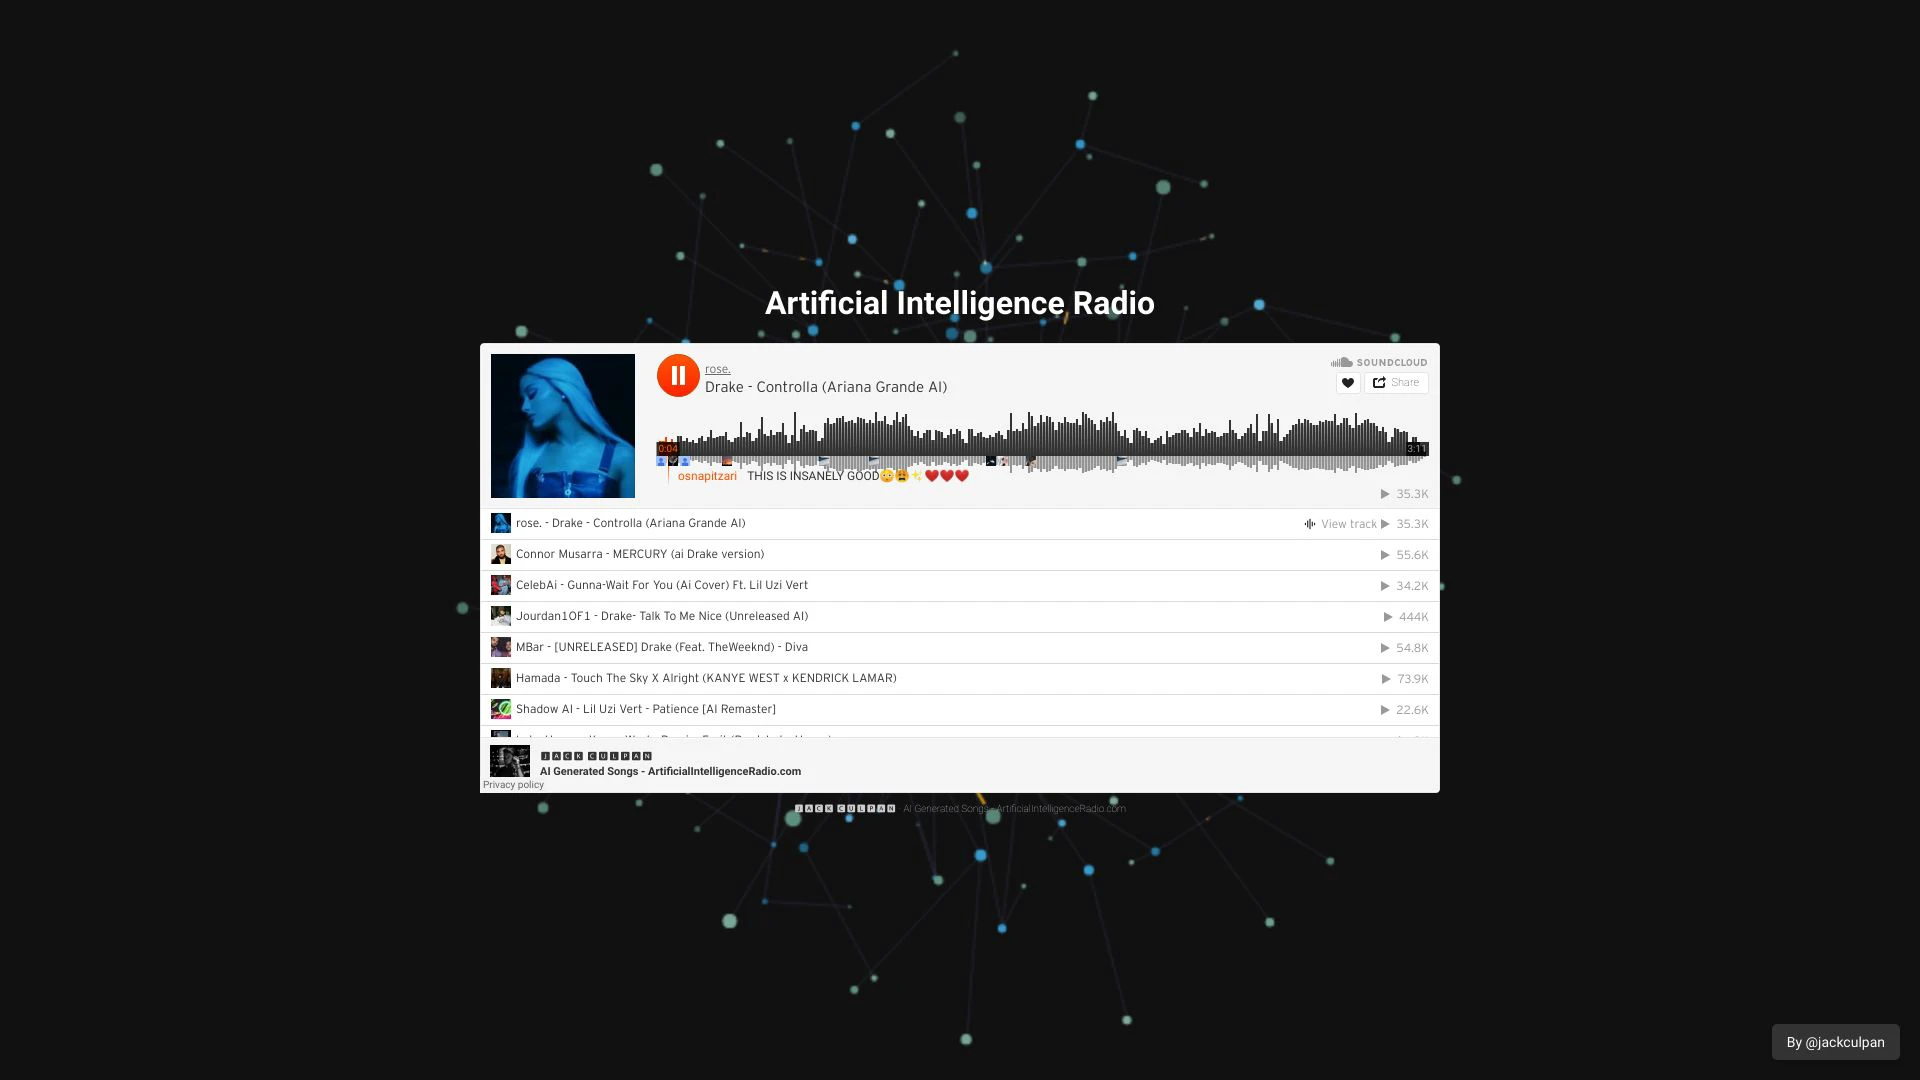 Artificial Intelligence Radio
rose.
Drake - Controlla (Ariana Grande AI)
SOUNDCLOUD
Share
0:04
3:11
osnapitzari THIS IS INSANELY GOOD😳😩✨❤️❤️❤️
35.3K
rose. - Drake - Controlla (Ariana Grande AI) View track 35.3K
Connor Musarra - MERCURY (ai Drake version) 55.6K
CelebAi - Gunna-Wait For You (Ai Cover) Ft. Lil Uzi Vert 34.2K
Jourdan1OF1 - Drake- Talk To Me Nice (Unreleased AI) 444K
MBar - [UNRELEASED] Drake (Feat. TheWeeknd) - Diva 54.8K
Hamada - Touch The Sky X Alright (KANYE WEST x KENDRICK LAMAR) 73.9K
Shadow AI - Lil Uzi Vert - Patience [AI Remaster] 22.6K
🅹🅰🅲🅺 🅲🆄🅻🅿🅰🅽
AI Generated Songs - ArtificialIntelligenceRadio.com
Privacy policy
🅹🅰🅲🅺 🅲🆄🅻🅿🅰🅽 · AI Generated Songs - ArtificialIntelligenceRadio.com
By @jackculpan